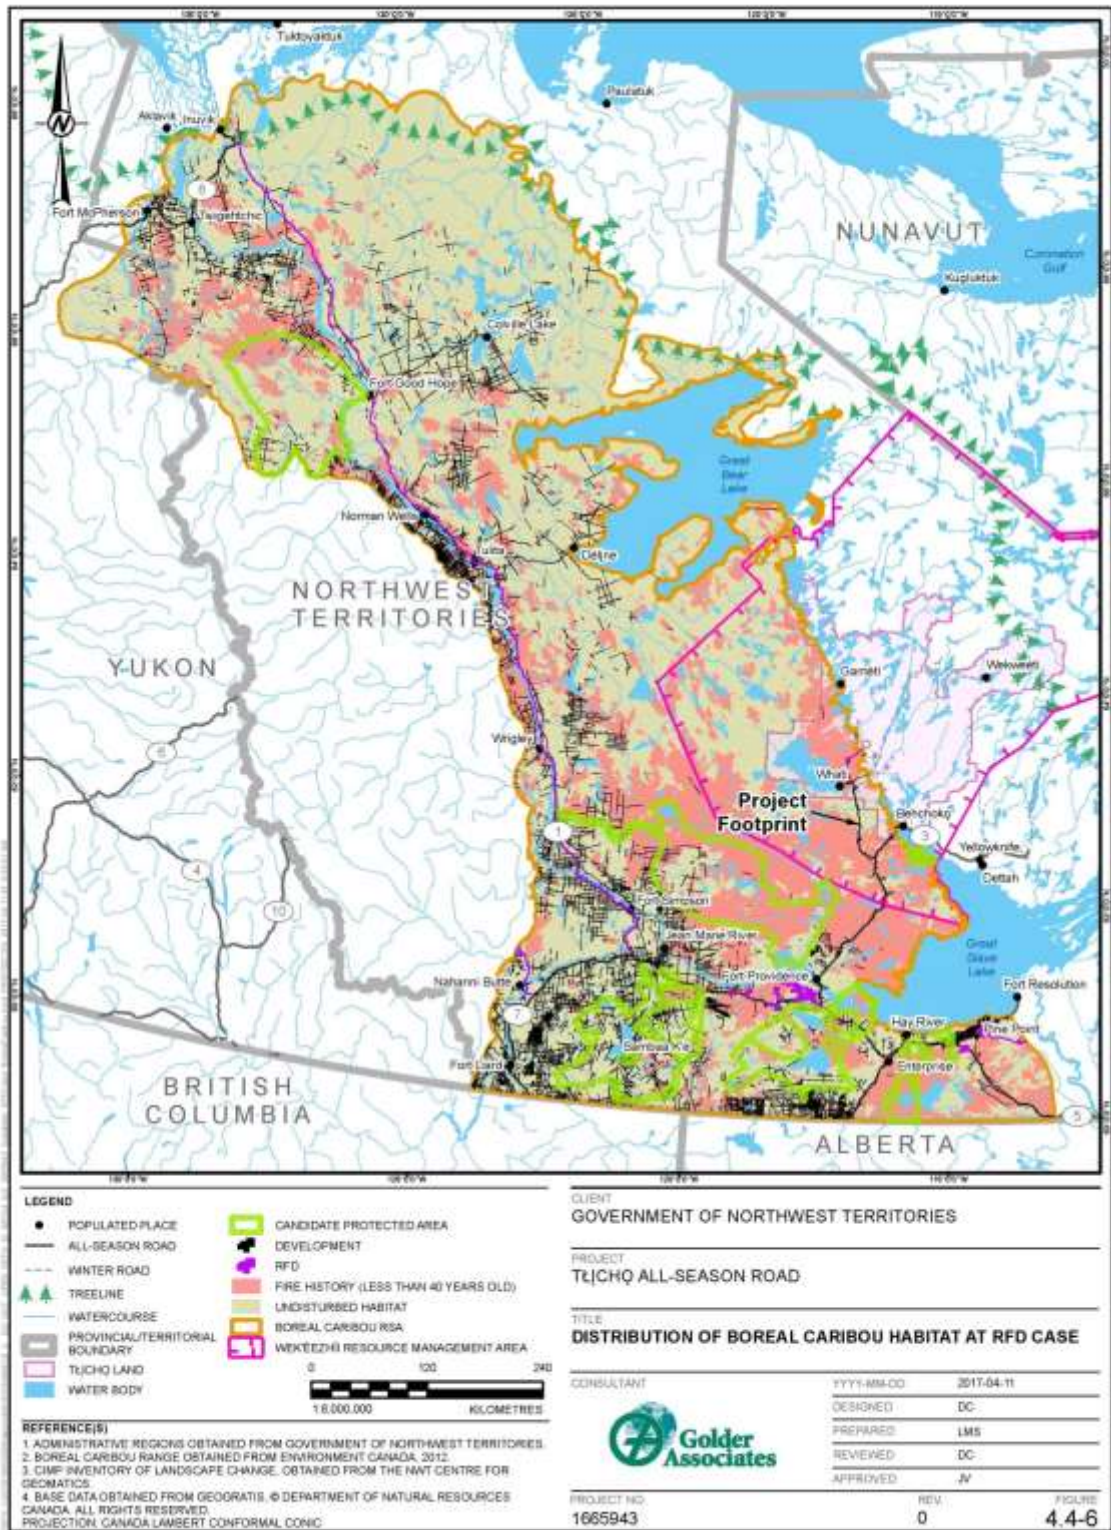 Tuktoyaktuk
Paulatuk
Aklavik
Inuvik
N
8
Fort McPherson
Tsiigehtchic
NUNAVUT
Coronation
Gulf
Kugluktuk
Colville Lake
Fort Good Hope
Great
Bear
Lake
Norman Wells
Tulita
Déline
NORTHWEST
TERRITORIES
YUKON
Gamètì
Wekweètì
Wrigley
Whatì
Project
Footprint
Behchokǫ̀
3
Yellowknife
Dettah
1
4
10
Fort Simpson
Jean Marie River
Great
Slave
Lake
Fort Providence
Nahanni Butte
Fort Resolution
7
Hay River
Pine Point
Sambaa K'e
Fort Liard
Enterprise
BRITISH
COLUMBIA
5
ALBERTA
LEGEND
POPULATED PLACE
ALL-SEASON ROAD
WINTER ROAD
TREELINE
WATERCOURSE
PROVINCIAL/TERRITORIAL
BOUNDARY
TŁĮCHǪ LAND
WATER BODY
CANDIDATE PROTECTED AREA
DEVELOPMENT
RFD
FIRE HISTORY (LESS THAN 40 YEARS OLD)
UNDISTURBED HABITAT
BOREAL CARIBOU RSA
WEK'ÈEZHÌI RESOURCE MANAGEMENT AREA
0 120 240
1:8,000,000 KILOMETRES
REFERENCE(S)
1. ADMINISTRATIVE REGIONS OBTAINED FROM GOVERNMENT OF NORTHWEST TERRITORIES.
2. BOREAL CARIBOU RANGE OBTAINED FROM ENVIRONMENT CANADA, 2012.
3. CIMP INVENTORY OF LANDSCAPE CHANGE, OBTAINED FROM THE NWT CENTRE FOR
GEOMATICS.
4. BASE DATA OBTAINED FROM GEOGRATIS, © DEPARTMENT OF NATURAL RESOURCES
CANADA. ALL RIGHTS RESERVED.
PROJECTION: CANADA LAMBERT CONFORMAL CONIC
CLIENT
GOVERNMENT OF NORTHWEST TERRITORIES
PROJECT
TŁĮCHǪ ALL-SEASON ROAD
TITLE
DISTRIBUTION OF BOREAL CARIBOU HABITAT AT RFD CASE
CONSULTANT
Golder
Associates
YYYY-MM-DD 2017-04-11
DESIGNED DC
PREPARED LMS
REVIEWED DC
APPROVED JV
PROJECT NO. 1665943
REV. 0
FIGURE 4.4-6